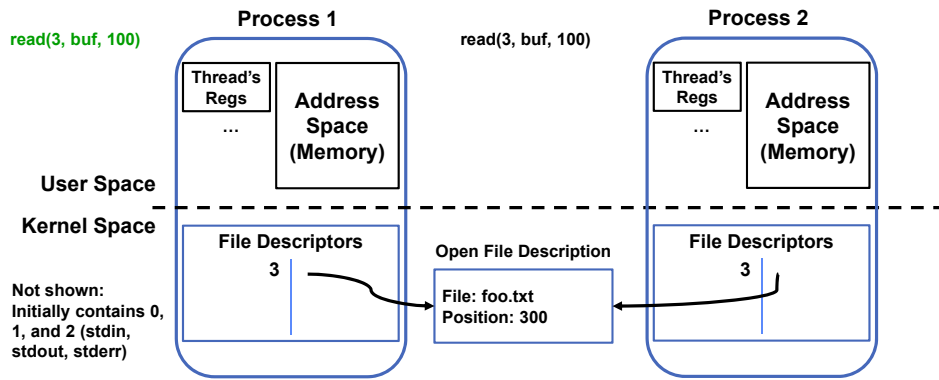 Process 1
Process 2
read(3, buf, 100)
read(3, buf, 100)
Thread's
Regs
…
Address
Space
(Memory)
Thread's
Regs
…
Address
Space
(Memory)
User Space
Kernel Space
File Descriptors
3
Open File Description
File: foo.txt
Position: 300
File Descriptors
3
Not shown:
Initially contains 0,
1, and 2 (stdin,
stdout, stderr)